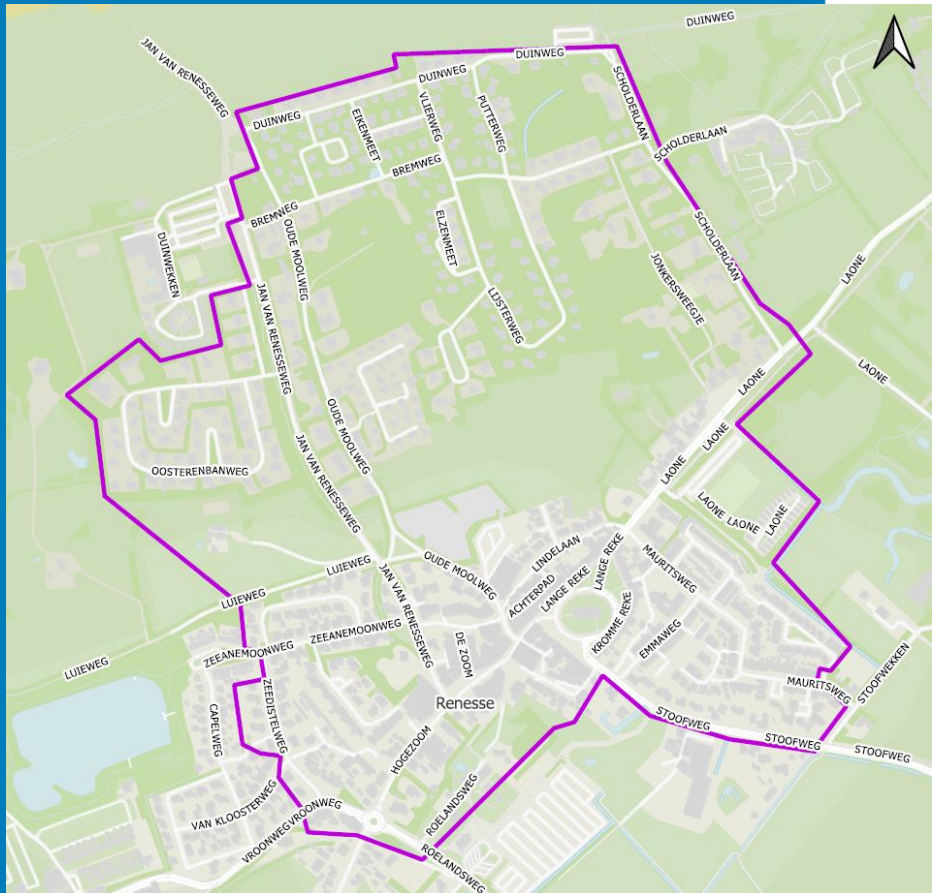 DUINWEG
JAN VAN RENESSEWEG
DUINWEG
DUINWEG
SCHOLDERLAAN
PUTTERWEG
VLIERWEG
DUINWEG
EIKENMEET
SCHOLDERLAAN
BREMWEG
BREMWEG
ELZENMEET
OUDE MOOLWEG
DUINWEKKEN
SCHOLDERLAAN
JONKERSWEEGJE
LAONE
LIJSTERWEG
JAN VAN RENESSEWEG
LAONE
LAONE
OUDE MOOLWEG
LAONE
JAN VAN RENESSEWEG
OOSTERENBANWEG
LAONE
LAONE LAONE
LAONE
LINDELAAN
LANGE REKE
MAURITSWEG
OUDE MOOLWEG
LUIEWEG
ACHTERPAD
LANGE REKE
JAN VAN RENESSEWEG
LUIEWEG
KROMME REKE
EMMAWEG
ZEEANEMOONWEG
ZEEANEMOONWEG
DE ZOOM
LUIEWEG
STOOFWEKKEN
MAURITSWEG
Renesse
ZEEDISTELWEG
CAPELWEG
STOOFWEG
STOOFWEG
STOOFWEG
HOGEZOOM
ROELANDSWEG
VAN KLOOSTERWEG
VROONWEG
VROONWEG
ROELANDSWEG